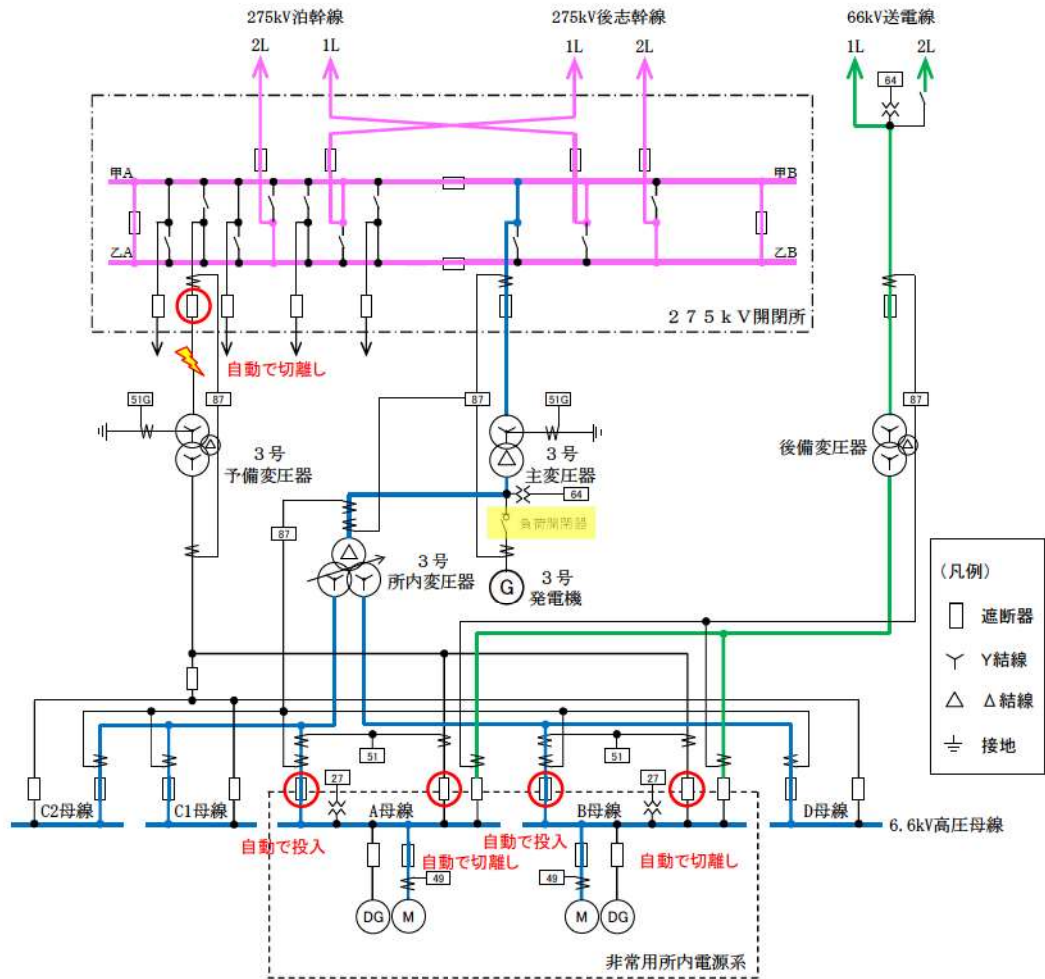 275kV泊幹線
275kV後志幹線
66kV送電線
2L
1L
1L
2L
1L
2L
64
甲A
甲B
乙A
乙B
275kV開閉所
自動で切離し
51G
87
51G
87
3号
予備変圧器
3号
主変圧器
後備変圧器
64
87
負荷開閉器
3号
所内変圧器
G
3号
発電機
(凡例)
遮断器
Y結線
Δ結線
接地
51
51
27
27
C2母線
C1母線
A母線
B母線
D母線
6.6kV高圧母線
自動で投入
自動で切離し
自動で投入
自動で切離し
49
49
DG
M
M
DG
非常用所内電源系